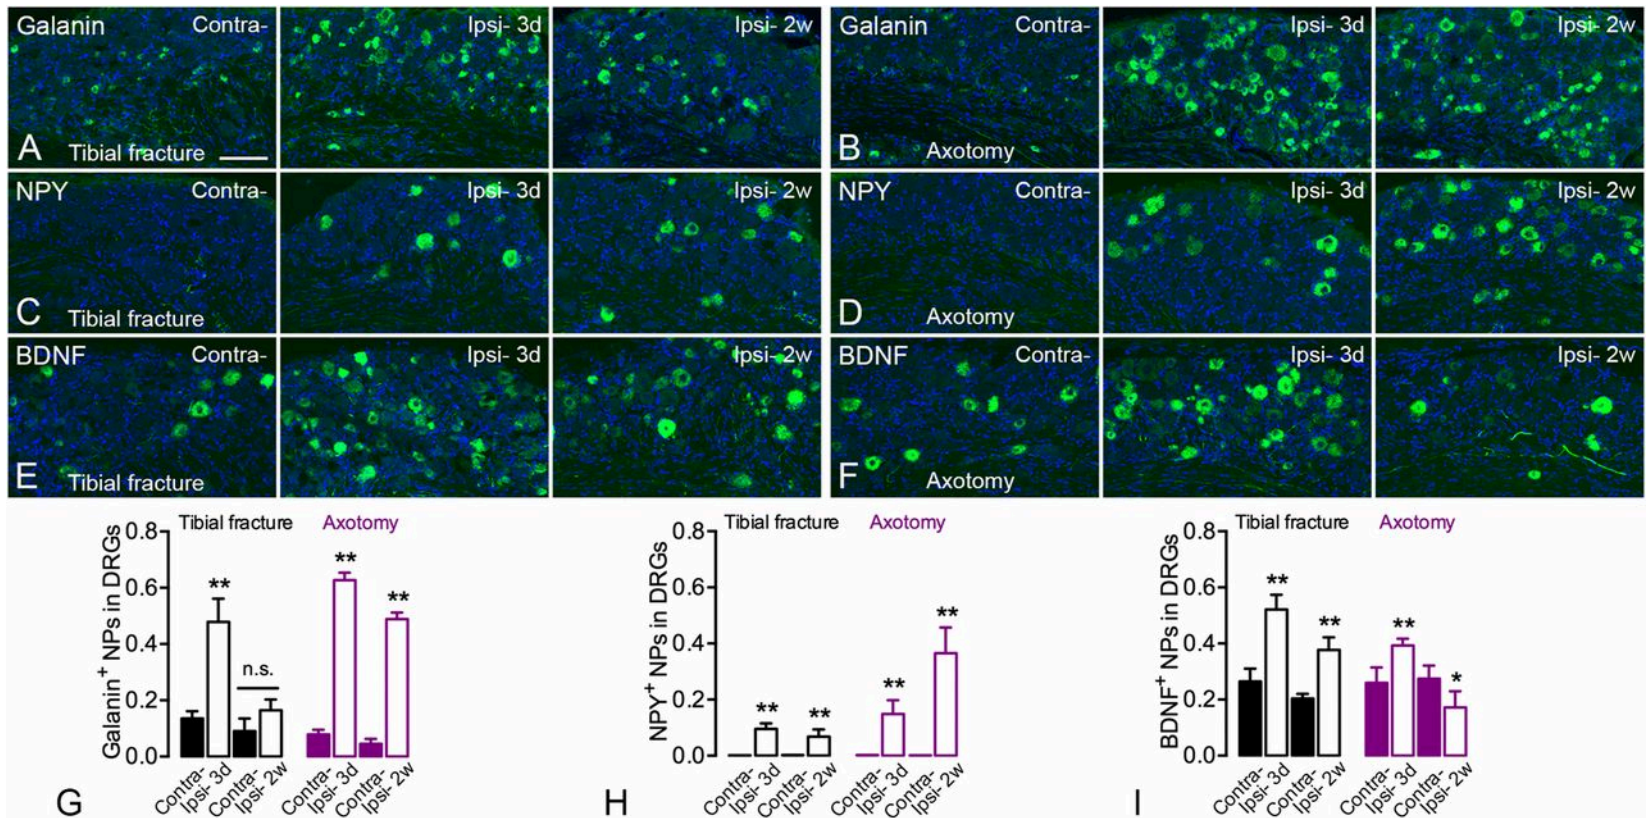 Galanin Contra- Ipsi- 3d Ipsi- 2w Galanin Contra- Ipsi- 3d Ipsi- 2w
A Tibial fracture B Axotomy
NPY Contra- Ipsi- 3d Ipsi- 2w NPY Contra- Ipsi- 3d Ipsi- 2w
C Tibial fracture D Axotomy
BDNF Contra- Ipsi- 3d Ipsi- 2w BDNF Contra- Ipsi- 3d Ipsi- 2w
E Tibial fracture F Axotomy
Tibial fracture Axotomy
Galanin+ NPs in DRGs
0.8
0.6
0.4
0.2
0.0
** n.s. ** **
Contra- Ipsi- 3d Contra- Ipsi- 2w Contra- Ipsi- 3d Contra- Ipsi- 2w
G
Tibial fracture Axotomy
NPY+ NPs in DRGs
0.8
0.6
0.4
0.2
0.0
** ** ** **
Contra- Ipsi- 3d Contra- Ipsi- 2w Contra- Ipsi- 3d Contra- Ipsi- 2w
H
Tibial fracture Axotomy
BDNF+ NPs in DRGs
0.8
0.6
0.4
0.2
0.0
** ** ** *
Contra- Ipsi- 3d Contra- Ipsi- 2w Contra- Ipsi- 3d Contra- Ipsi- 2w
I